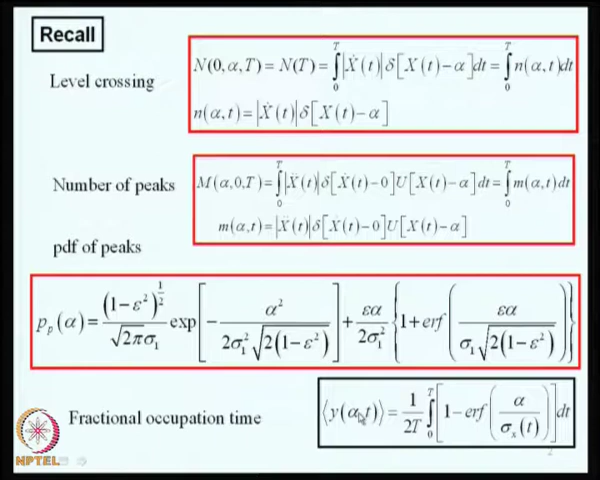 Recall
Level crossing
N(0,α,T) = N(T) = ∫₀ᵀ |Ẋ(t)| δ[X(t)−α] dt = ∫₀ᵀ n(α,t) dt
n(α,t) = |Ẋ(t)| δ[X(t)−α]
Number of peaks
M(α,0,T) = ∫₀ᵀ |Ẍ(t)| δ[Ẋ(t)−0] U[X(t)−α] dt = ∫₀ᵀ m(α,t) dt
m(α,t) = |Ẍ(t)| δ[Ẋ(t)−0] U[X(t)−α]
pdf of peaks
p_p(α) = (1−ε²)^(1/2) / (√(2π)σ₁) exp[−α² / (2σ₁²√(2(1−ε²)))] + εα/(2σ₁²) {1+erf(εα / (σ₁√(2(1−ε²))))}
Fractional occupation time
⟨y(α,t)⟩ = 1/(2T) ∫₀ᵀ [1−erf(α/σₓ(t))] dt
NPTEL
2